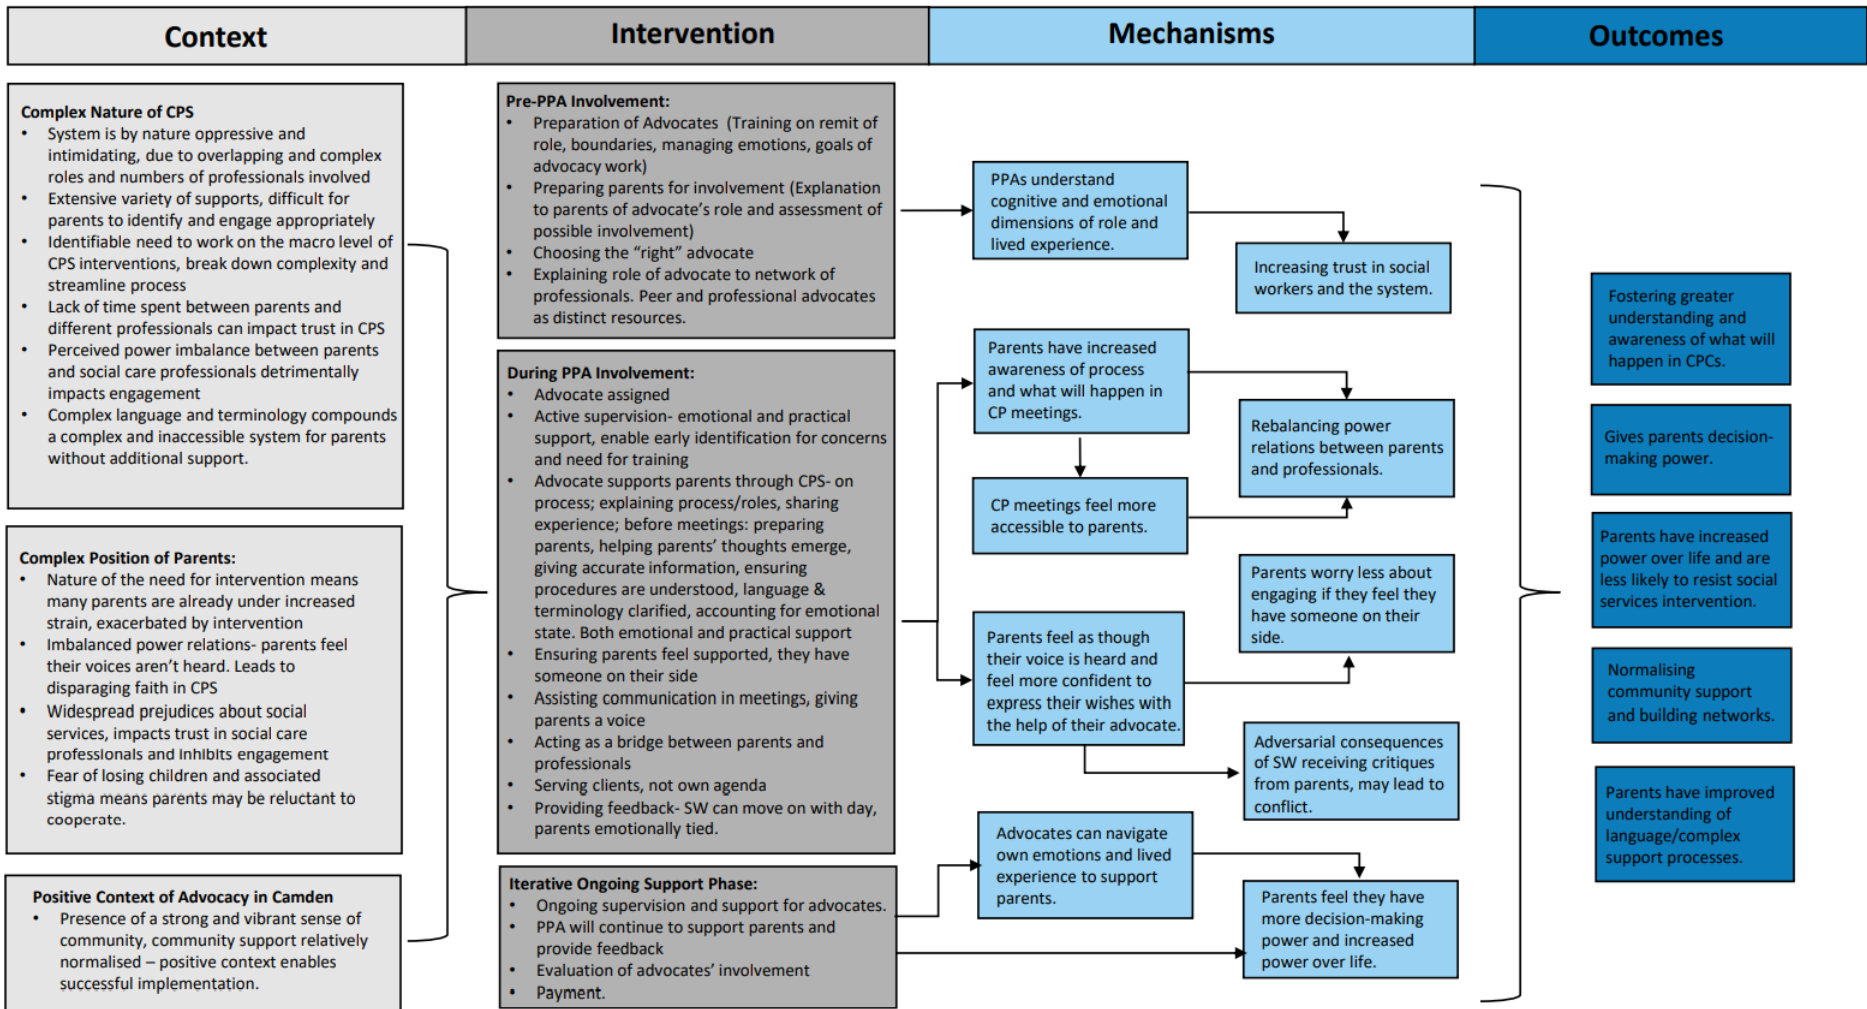 Context
Intervention
Mechanisms
Outcomes
Complex Nature of CPS
• System is by nature oppressive and
intimidating, due to overlapping and complex
roles and numbers of professionals involved
• Extensive variety of supports, difficult for
parents to identify and engage appropriately
• Identifiable need to work on the macro level of
CPS interventions, break down complexity and
streamline process
• Lack of time spent between parents and
different professionals can impact trust in CPS
• Perceived power imbalance between parents
and social care professionals detrimentally
impacts engagement
• Complex language and terminology compounds
a complex and inaccessible system for parents
without additional support.
Complex Position of Parents:
• Nature of the need for intervention means
many parents are already under increased
strain, exacerbated by intervention
• Imbalanced power relations- parents feel
their voices aren't heard. Leads to
disparaging faith in CPS
• Widespread prejudices about social
services, impacts trust in social care
professionals and inhibits engagement
• Fear of losing children and associated
stigma means parents may be reluctant to
cooperate.
Positive Context of Advocacy in Camden
• Presence of a strong and vibrant sense of
community, community support relatively
normalised – positive context enables
successful implementation.
Pre-PPA Involvement:
• Preparation of Advocates (Training on remit of
role, boundaries, managing emotions, goals of
advocacy work)
• Preparing parents for involvement (Explanation
to parents of advocate's role and assessment of
possible involvement)
• Choosing the “right” advocate
• Explaining role of advocate to network of
professionals. Peer and professional advocates
as distinct resources.
During PPA Involvement:
• Advocate assigned
• Active supervision- emotional and practical
support, enable early identification for concerns
and need for training
• Advocate supports parents through CPS- on
process; explaining process/roles, sharing
experience; before meetings: preparing
parents, helping parents' thoughts emerge,
giving accurate information, ensuring
procedures are understood, language &
terminology clarified, accounting for emotional
state. Both emotional and practical support
• Ensuring parents feel supported, they have
someone on their side
• Assisting communication in meetings, giving
parents a voice
• Acting as a bridge between parents and
professionals
• Serving clients, not own agenda
• Providing feedback- SW can move on with day,
parents emotionally tied.
Iterative Ongoing Support Phase:
• Ongoing supervision and support for advocates.
• PPA will continue to support parents and
provide feedback
• Evaluation of advocates' involvement
• Payment.
PPAs understand
cognitive and emotional
dimensions of role and
lived experience.
Increasing trust in social
workers and the system.
Parents have increased
awareness of process
and what will happen in
CP meetings.
Rebalancing power
relations between parents
and professionals.
CP meetings feel more
accessible to parents.
Parents worry less about
engaging if they feel they
have someone on their
side.
Parents feel as though
their voice is heard and
feel more confident to
express their wishes with
the help of their advocate.
Adversarial consequences
of SW receiving critiques
from parents, may lead to
conflict.
Advocates can navigate
own emotions and lived
experience to support
parents.
Parents feel they have
more decision-making
power and increased
power over life.
Fostering greater
understanding and
awareness of what will
happen in CPCs.
Gives parents decision-
making power.
Parents have increased
power over life and are
less likely to resist social
services intervention.
Normalising
community support
and building networks.
Parents have improved
understanding of
language/complex
support processes.